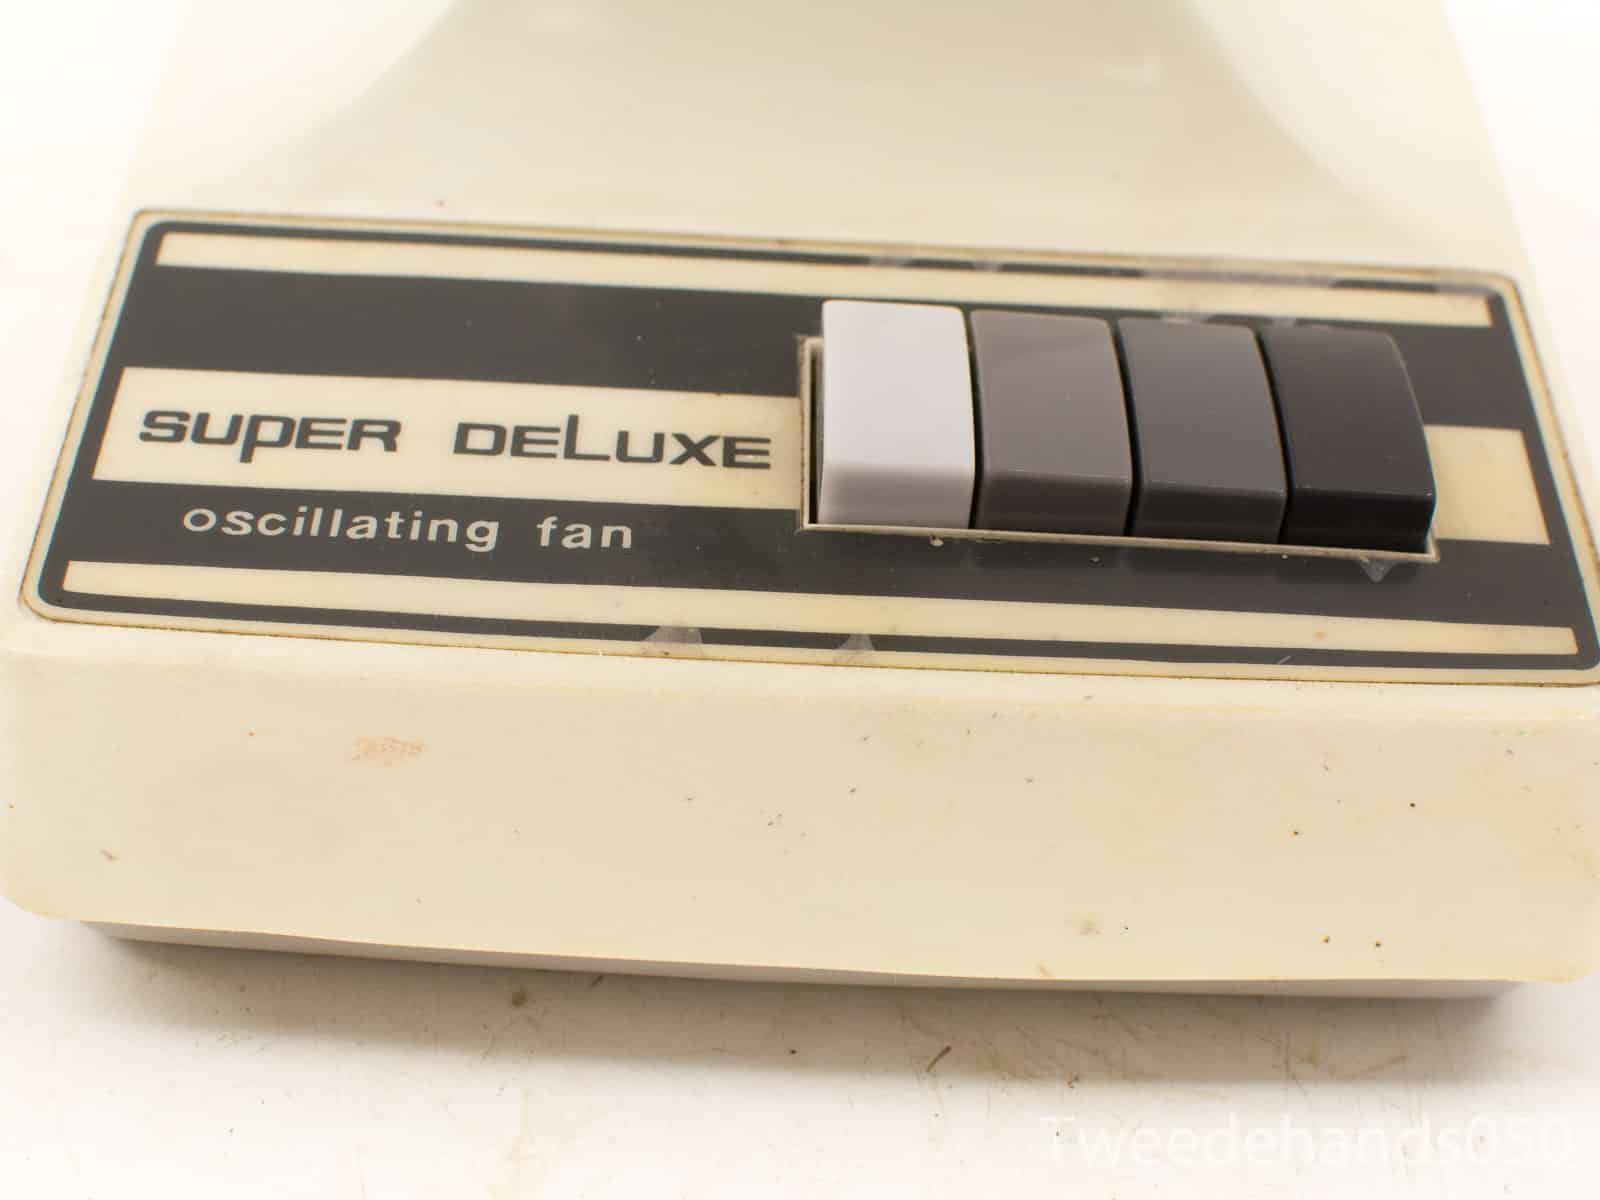 SUPER DELUXE
oscillating fan
Tweedehands050